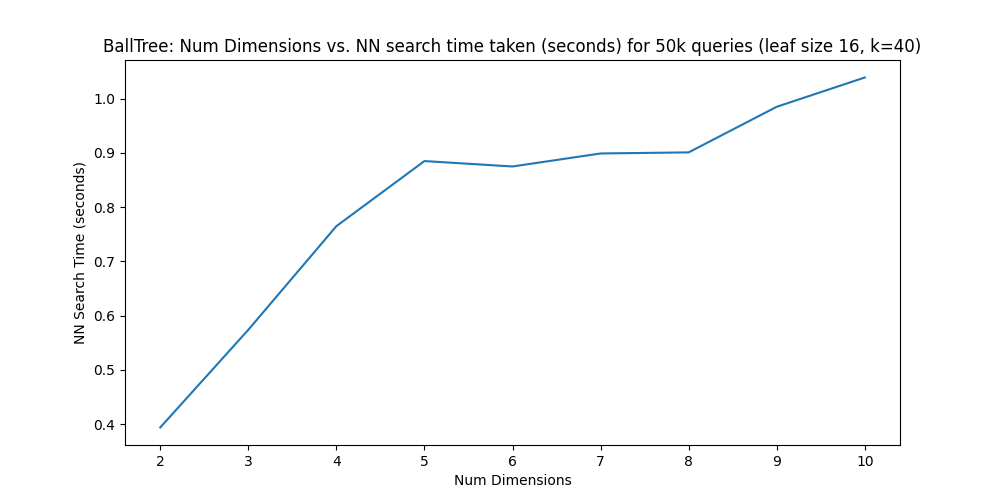 BallTree: Num Dimensions vs. NN search time taken (seconds) for 50k queries (leaf size 16, k=40)
NN Search Time (seconds)
1.0
0.9
0.8
0.7
0.6
0.5
0.4
2 3 4 5 6 7 8 9 10
Num Dimensions